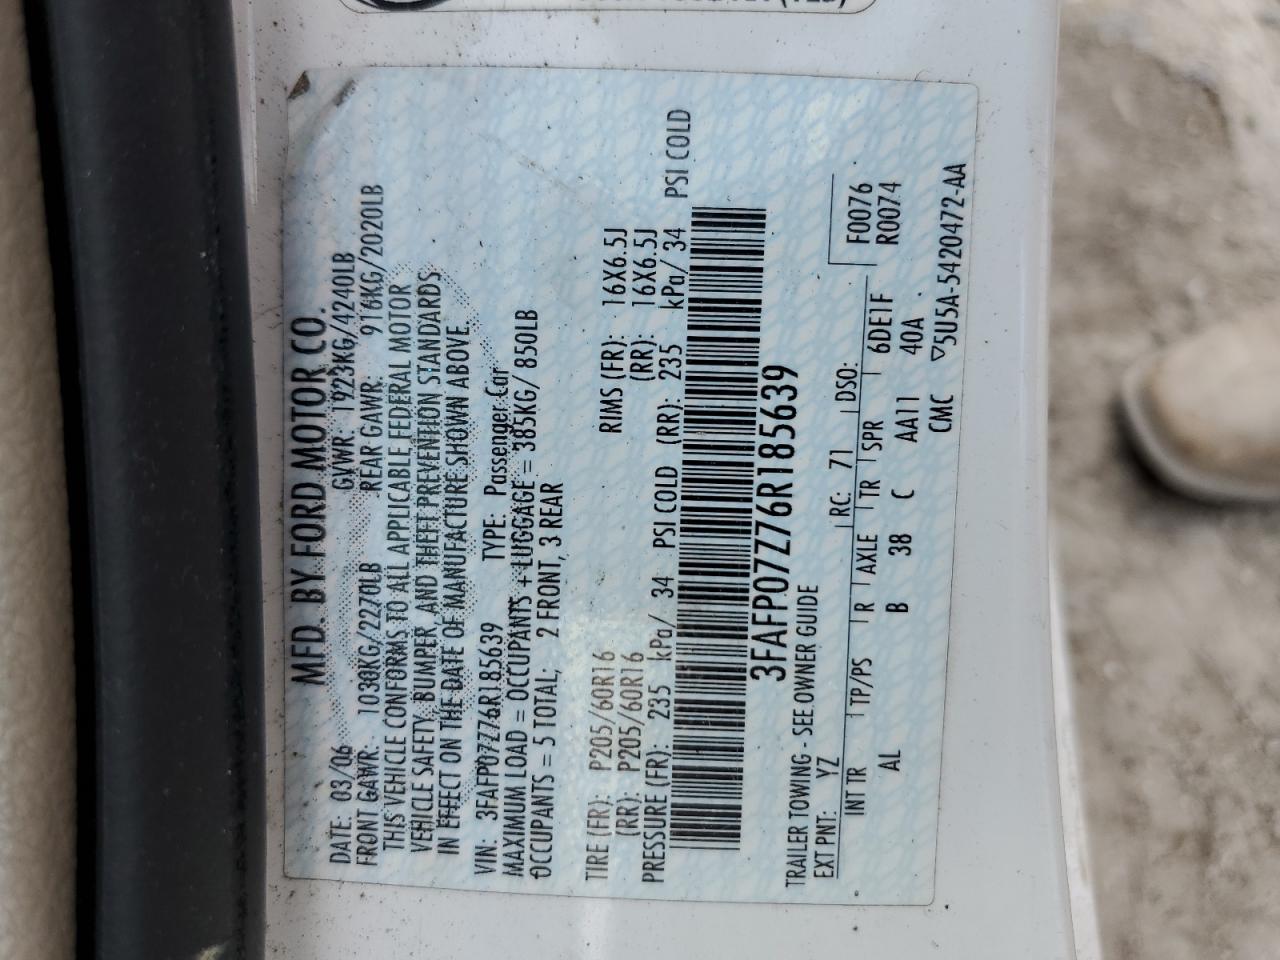 MFD. BY FORD MOTOR CO.
DATE: 03/06 GVWR: 1923KG/4240LB
FRONT GAWR: 1030KG/2270LB REAR GAWR: 916KG/2020LB
THIS VEHICLE CONFORMS TO ALL APPLICABLE FEDERAL MOTOR
VEHICLE SAFETY, BUMPER, AND THEFT PREVENTION STANDARDS
IN EFFECT ON THE DATE OF MANUFACTURE SHOWN ABOVE.
VIN: 3FAFP07Z76R185639 TYPE: Passenger Car
MAXIMUM LOAD = OCCUPANTS + LUGGAGE = 385KG/ 850LB
OCCUPANTS = 5 TOTAL; 2 FRONT, 3 REAR
TIRE (FR): P205/60R16 RIMS (FR): 16X6.5J
(RR): P205/60R16 (RR): 16X6.5J
PRESSURE (FR): 235 kPa/ 34 PSI COLD (RR): 235 kPa/ 34 PSI COLD
3FAFP07Z76R185639
TRAILER TOWING - SEE OWNER GUIDE
F0076
R0074
EXT PNT: YZ RC: 71 DSO:
INT TR TP/PS R AXLE TR SPR 6DE1F
AL B 38 C AA11 40A
CMC ▽5U5A-5420472-AA